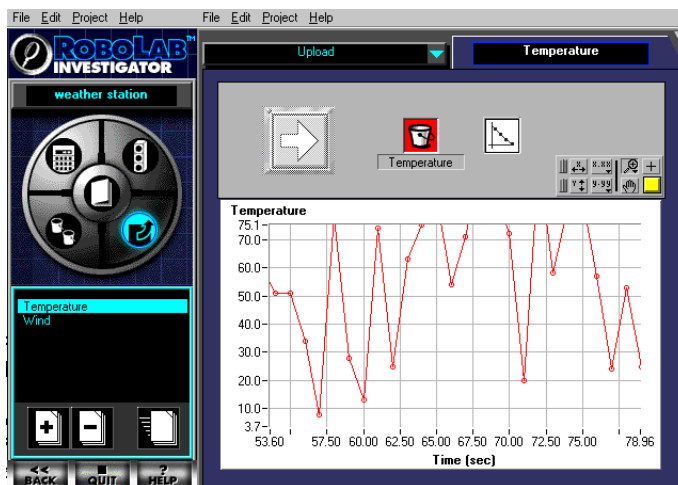 File Edit Project Help
File Edit Project Help
ROBOLAB™
INVESTIGATOR
weather station
Temperature
Wind
<<
BACK
QUIT
?
HELP
Upload
Temperature
Temperature
X
X.XX
Y
y.yy
Temperature
75.1
70.0
60.0
50.0
40.0
30.0
20.0
10.0
3.7
53.60 57.50 60.00 62.50 65.00 67.50 70.00 72.50 75.00 78.96
Time (sec)